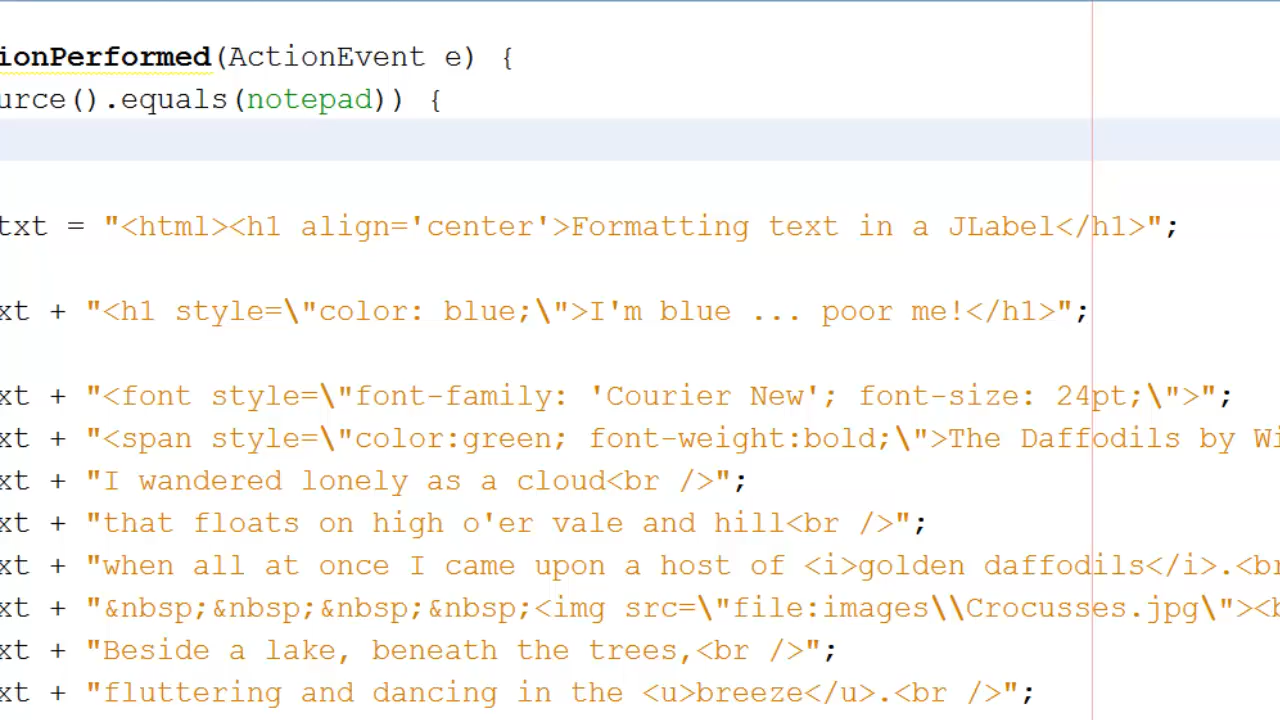 ionPerformed(ActionEvent e) {
urce().equals(notepad)) {
txt = "<html><h1 align='center'>Formatting text in a JLabel</h1>";
xt + "<h1 style=\"color: blue;\">I'm blue ... poor me!</h1>";
xt + "<font style=\"font-family: 'Courier New'; font-size: 24pt;\">";
xt + "<span style=\"color:green; font-weight:bold;\">The Daffodils by Wi
xt + "I wandered lonely as a cloud<br />";
xt + "that floats on high o'er vale and hill<br />";
xt + "when all at once I came upon a host of <i>golden daffodils</i>.<br
xt + "&nbsp;&nbsp;&nbsp;&nbsp;<img src=\"file:images\\Crocusses.jpg\"><b
xt + "Beside a lake, beneath the trees,<br />";
xt + "fluttering and dancing in the <u>breeze</u>.<br />";